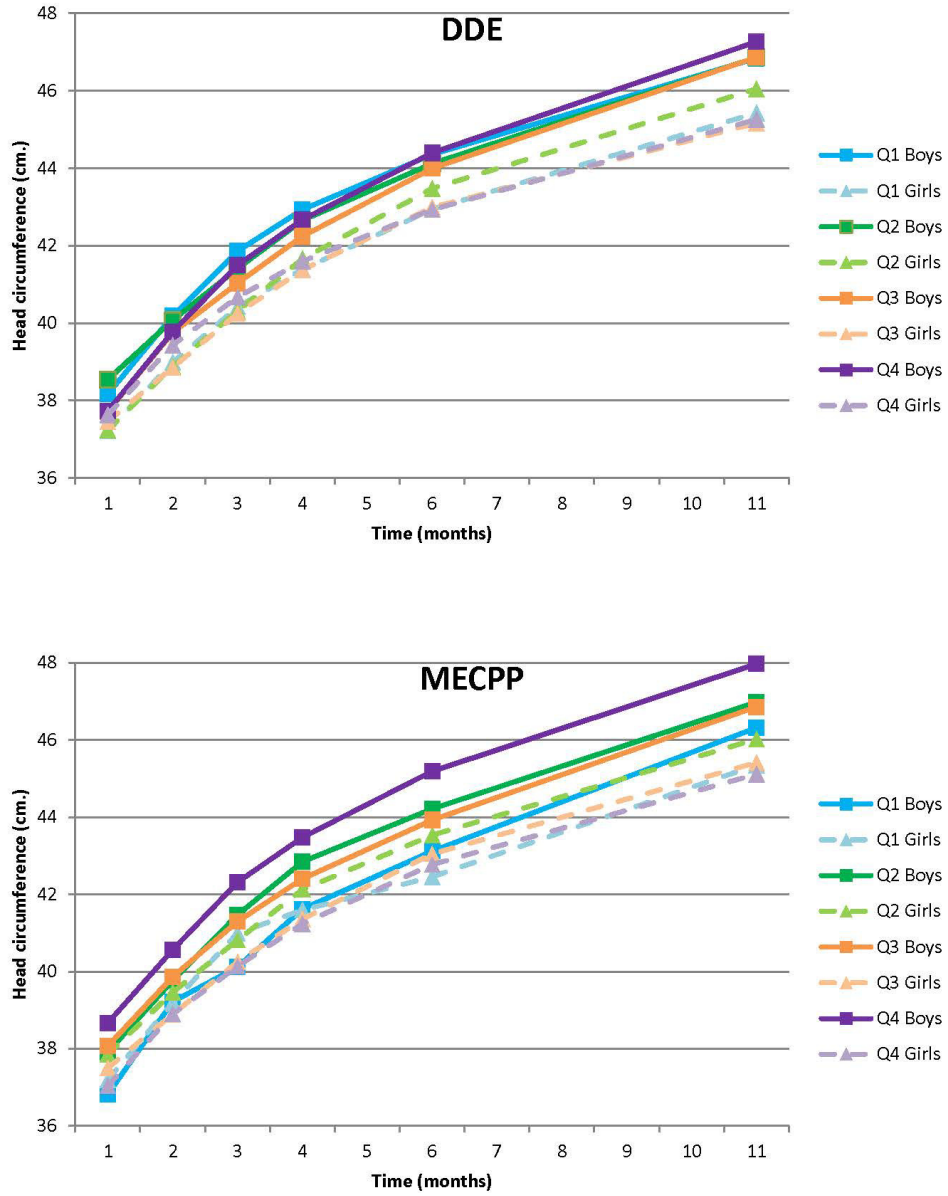 DDE
48
46
44
42
40
38
36
Head circumference (cm.)
1 2 3 4 5 6 7 8 9 10 11
Time (months)
Q1 Boys
Q1 Girls
Q2 Boys
Q2 Girls
Q3 Boys
Q3 Girls
Q4 Boys
Q4 Girls
MECPP
48
46
44
42
40
38
36
Head circumference (cm.)
1 2 3 4 5 6 7 8 9 10 11
Time (months)
Q1 Boys
Q1 Girls
Q2 Boys
Q2 Girls
Q3 Boys
Q3 Girls
Q4 Boys
Q4 Girls